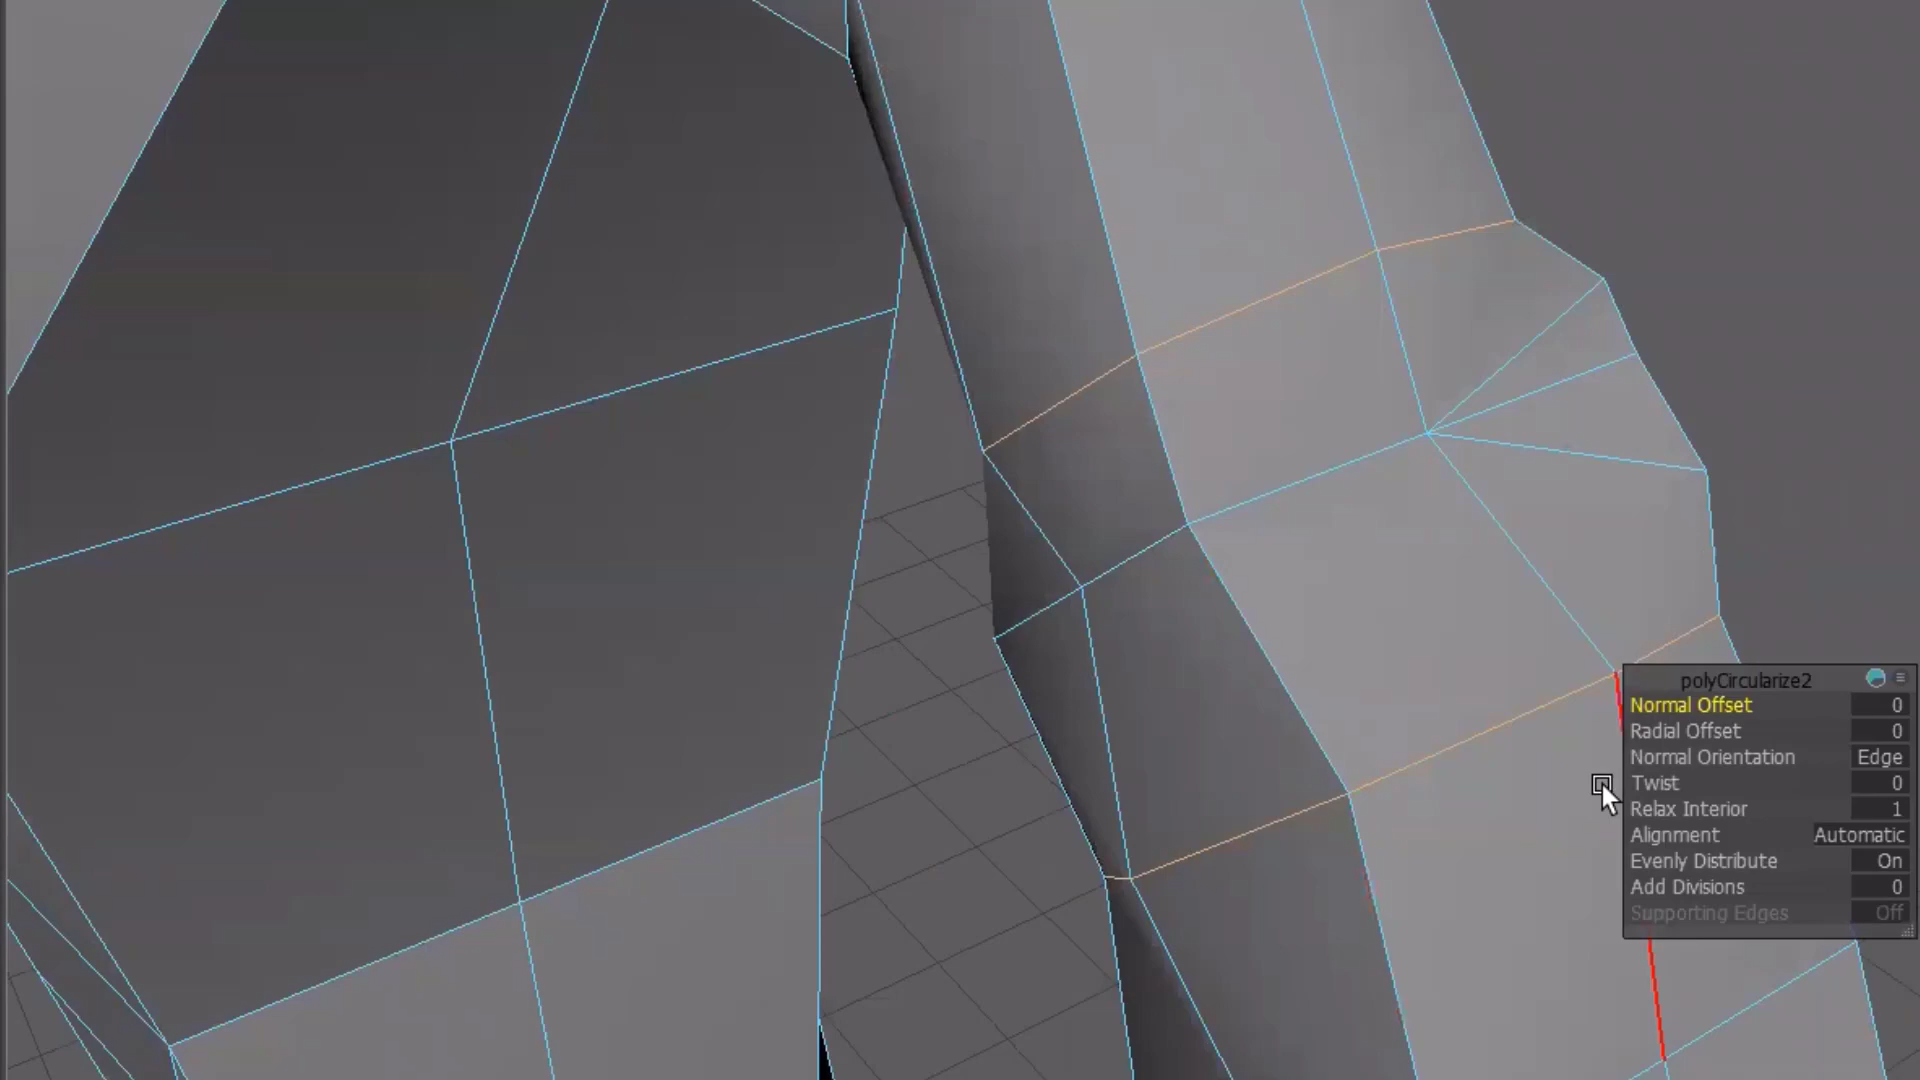 polyCircularize2
Normal Offset 0
Radial Offset 0
Normal Orientation Edge
Twist 0
Relax Interior 1
Alignment Automatic
Evenly Distribute On
Add Divisions 0
Supporting Edges Off